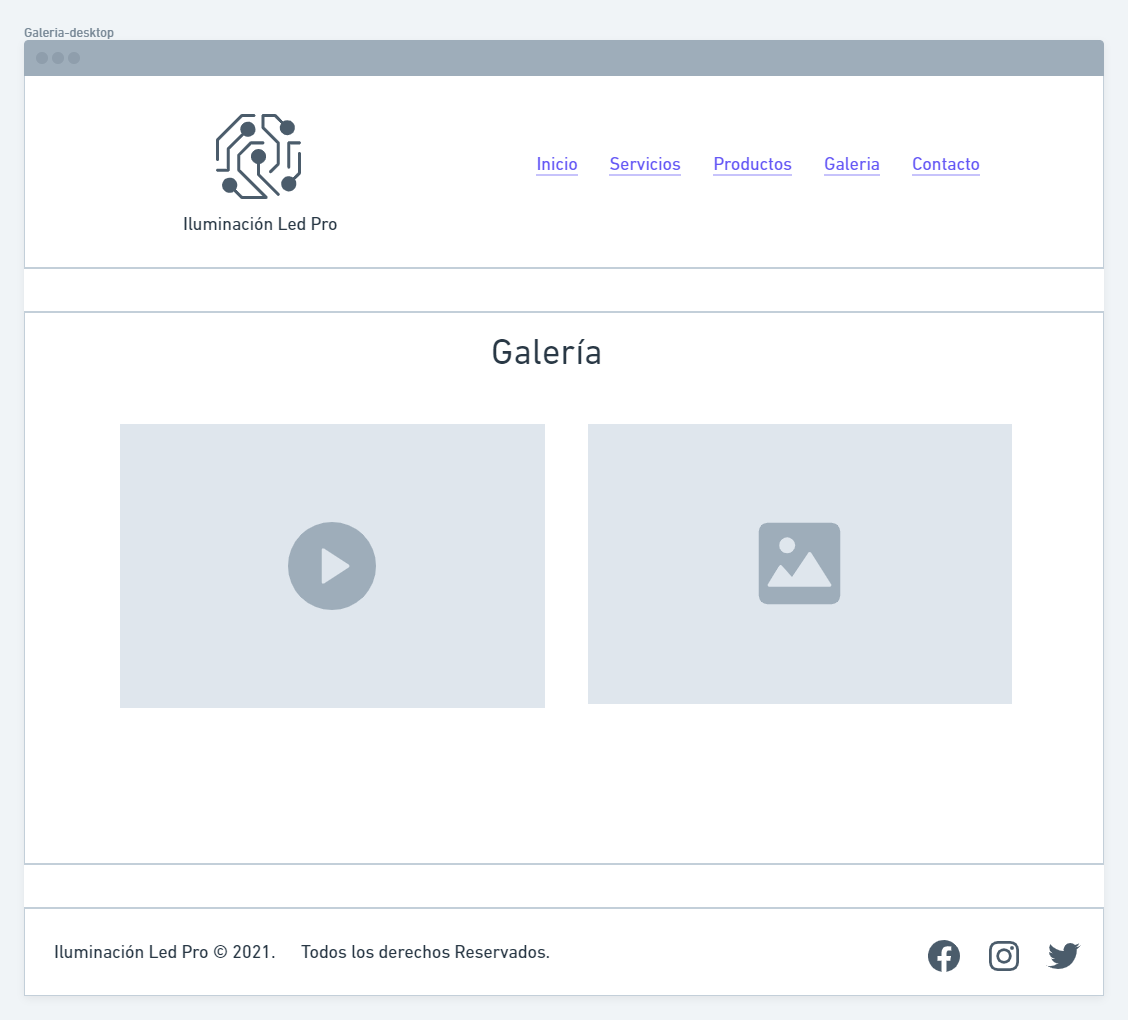 Galeria-desktop
Iluminación Led Pro
Inicio Servicios Productos Galeria Contacto
Galería
Iluminación Led Pro © 2021. Todos los derechos Reservados.